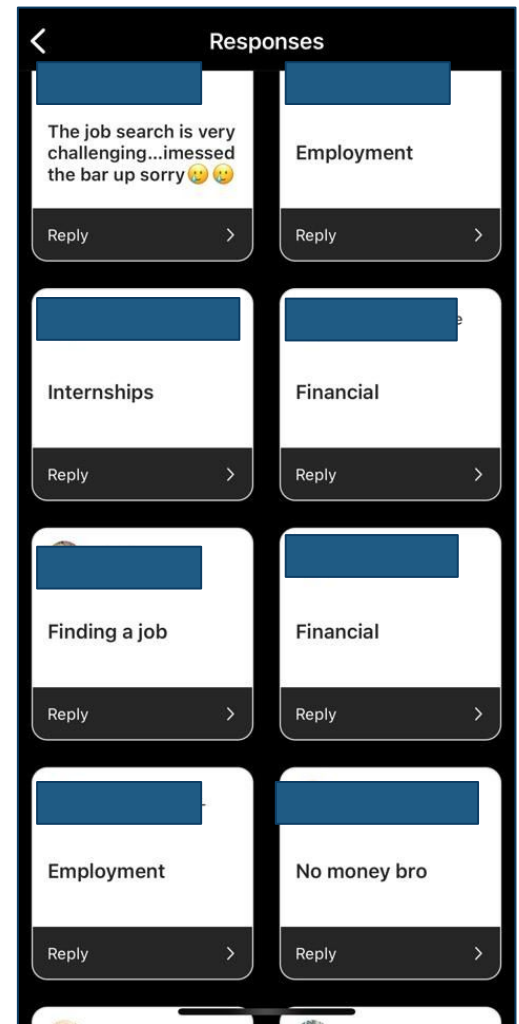 Responses
The job search is very
challenging...imessed
the bar up sorry🥲🥲
Employment
Reply
Reply
Internships
Financial
Reply
Reply
Finding a job
Financial
Reply
Reply
Employment
No money bro
Reply
Reply